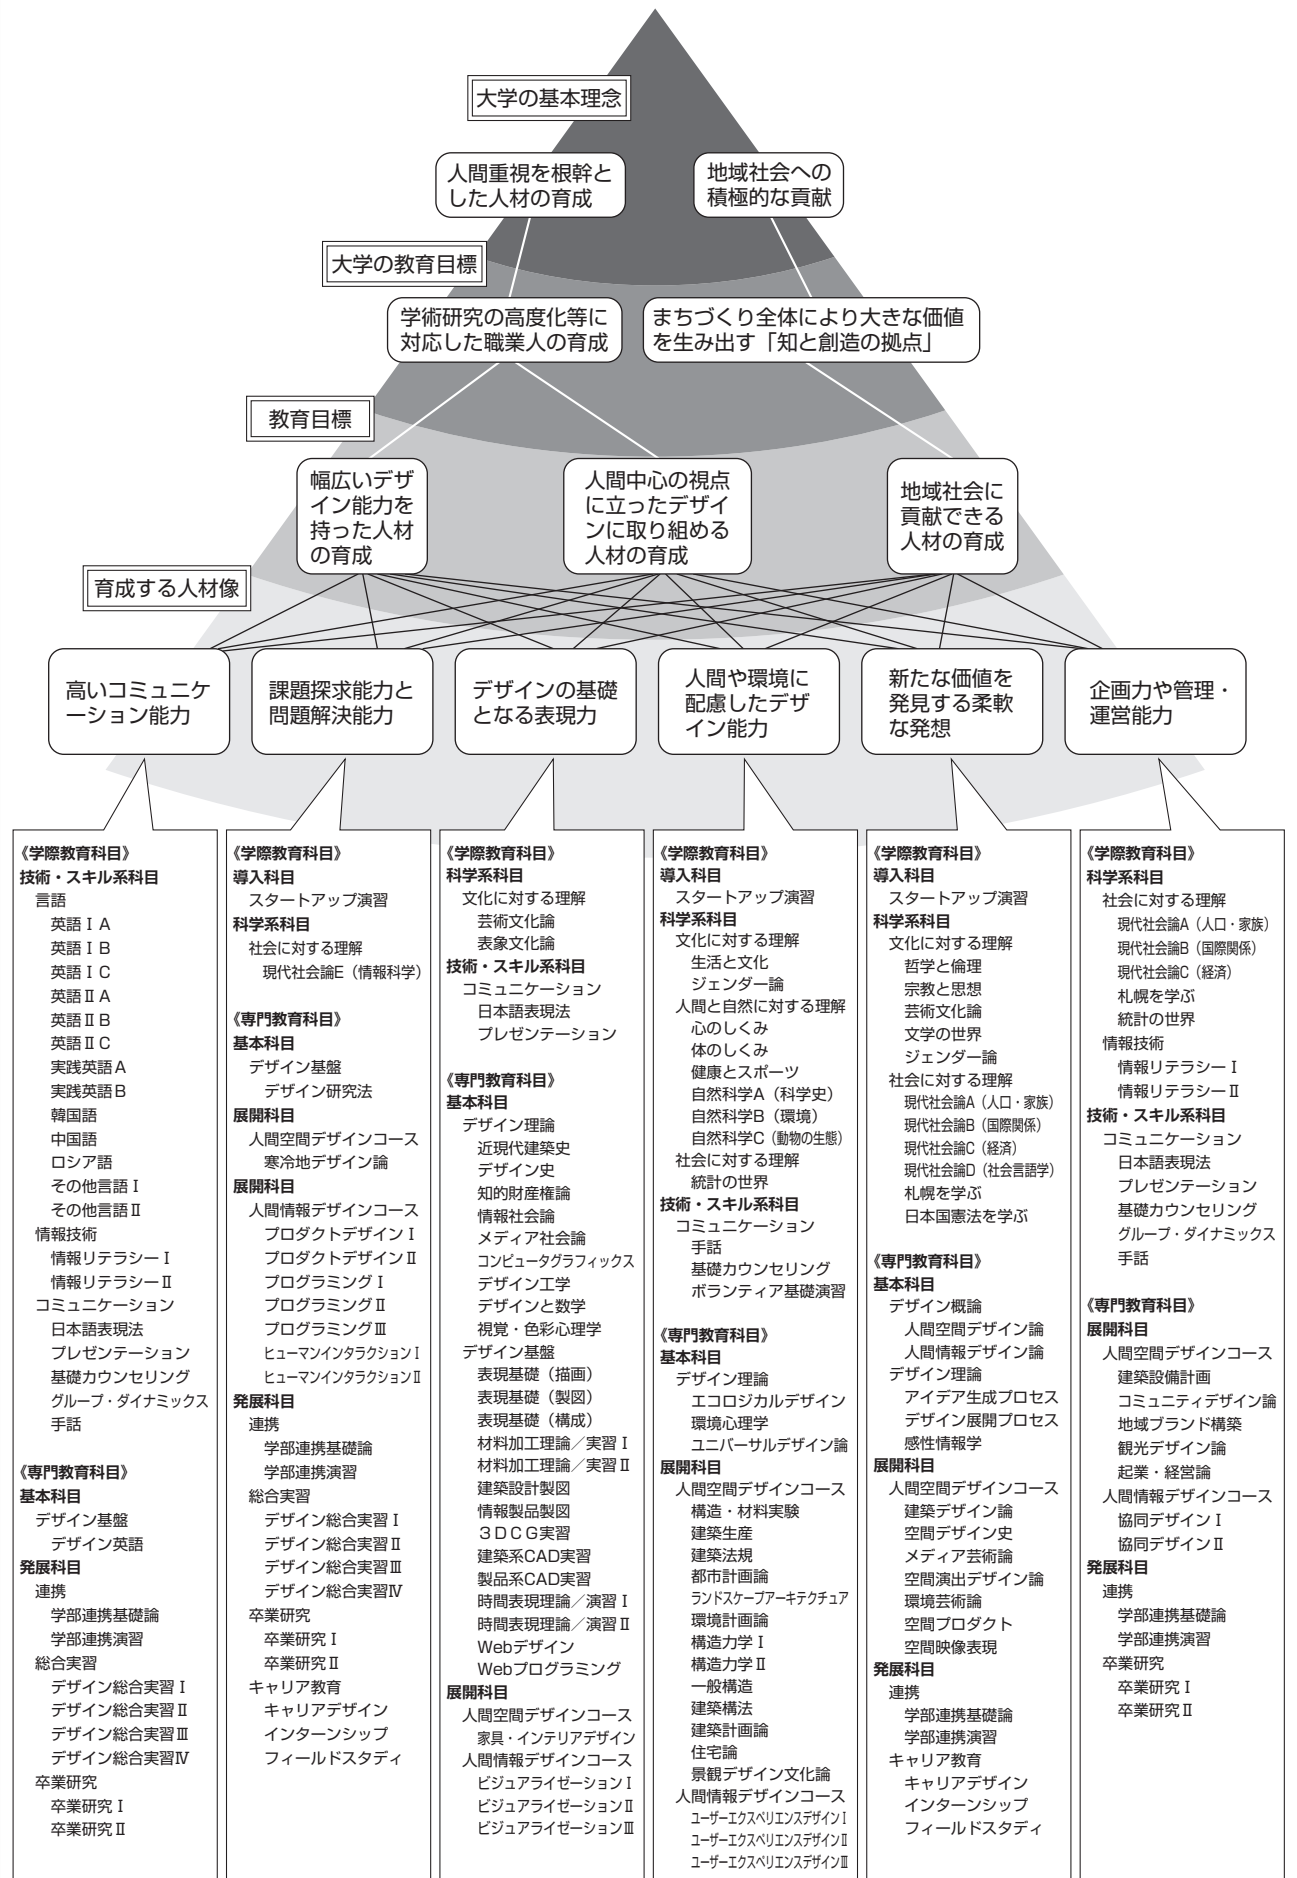 大学の基本理念
人間重視を根幹と
した人材の育成
地域社会への
積極的な貢献
大学の教育目標
学術研究の高度化等に
対応した職業人の育成
まちづくり全体により大きな価値
を生み出す「知と創造の拠点」
教育目標
幅広いデザ
イン能力を
持った人材
の育成
人間中心の視点
に立ったデザイ
ンに取り組める
人材の育成
地域社会に
貢献できる
人材の育成
育成する人材像
高いコミュニケ
ーション能力
課題探求能力と
問題解決能力
デザインの基礎
となる表現力
人間や環境に
配慮したデザ
イン能力
新たな価値を
発見する柔軟
な発想
企画力や管理・
運営能力
《学際教育科目》
技術・スキル系科目
言語
英語ⅠA
英語ⅠB
英語ⅠC
英語ⅡA
英語ⅡB
英語ⅡC
実践英語A
実践英語B
韓国語
中国語
ロシア語
その他言語Ⅰ
その他言語Ⅱ
情報技術
情報リテラシーⅠ
情報リテラシーⅡ
コミュニケーション
日本語表現法
プレゼンテーション
基礎カウンセリング
グループ・ダイナミックス
手話
《専門教育科目》
基本科目
デザイン基盤
デザイン英語
発展科目
連携
学部連携基礎論
学部連携演習
総合実習
デザイン総合実習Ⅰ
デザイン総合実習Ⅱ
デザイン総合実習Ⅲ
デザイン総合実習Ⅳ
卒業研究
卒業研究Ⅰ
卒業研究Ⅱ
《学際教育科目》
導入科目
スタートアップ演習
科学系科目
社会に対する理解
現代社会論E（情報科学）
《専門教育科目》
基本科目
デザイン基盤
デザイン研究法
展開科目
人間空間デザインコース
寒冷地デザイン論
展開科目
人間情報デザインコース
プロダクトデザインⅠ
プロダクトデザインⅡ
プログラミングⅠ
プログラミングⅡ
プログラミングⅢ
ヒューマンインタラクションⅠ
ヒューマンインタラクションⅡ
発展科目
連携
学部連携基礎論
学部連携演習
総合実習
デザイン総合実習Ⅰ
デザイン総合実習Ⅱ
デザイン総合実習Ⅲ
デザイン総合実習Ⅳ
卒業研究
卒業研究Ⅰ
卒業研究Ⅱ
キャリア教育
キャリアデザイン
インターンシップ
フィールドスタディ
《学際教育科目》
科学系科目
文化に対する理解
芸術文化論
表象文化論
技術・スキル系科目
コミュニケーション
日本語表現法
プレゼンテーション
《専門教育科目》
基本科目
デザイン理論
近現代建築史
デザイン史
知的財産権論
情報社会論
メディア社会論
コンピュータグラフィックス
デザイン工学
デザインと数学
視覚・色彩心理学
デザイン基盤
表現基礎（描画）
表現基礎（製図）
表現基礎（構成）
材料加工理論／実習Ⅰ
材料加工理論／実習Ⅱ
建築設計製図
情報製品製図
３ＤＣＧ実習
建築系CAD実習
製品系CAD実習
時間表現理論／演習Ⅰ
時間表現理論／演習Ⅱ
Webデザイン
Webプログラミング
展開科目
人間空間デザインコース
家具・インテリアデザイン
人間情報デザインコース
ビジュアライゼーションⅠ
ビジュアライゼーションⅡ
ビジュアライゼーションⅢ
《学際教育科目》
導入科目
スタートアップ演習
科学系科目
文化に対する理解
生活と文化
ジェンダー論
人間と自然に対する理解
心のしくみ
体のしくみ
健康とスポーツ
自然科学A（科学史）
自然科学B（環境）
自然科学C（動物の生態）
社会に対する理解
統計の世界
技術・スキル系科目
コミュニケーション
手話
基礎カウンセリング
ボランティア基礎演習
《専門教育科目》
基本科目
デザイン理論
エコロジカルデザイン
環境心理学
ユニバーサルデザイン論
展開科目
人間空間デザインコース
構造・材料実験
建築生産
建築法規
都市計画論
ランドスケープアーキテクチュア
環境計画論
構造力学Ⅰ
構造力学Ⅱ
一般構造
建築構法
建築計画論
住宅論
景観デザイン文化論
人間情報デザインコース
ユーザーエクスペリエンスデザインⅠ
ユーザーエクスペリエンスデザインⅡ
ユーザーエクスペリエンスデザインⅢ
《学際教育科目》
導入科目
スタートアップ演習
科学系科目
文化に対する理解
哲学と倫理
宗教と思想
芸術文化論
文学の世界
ジェンダー論
社会に対する理解
現代社会論A（人口・家族）
現代社会論B（国際関係）
現代社会論C（経済）
現代社会論D（社会言語学）
札幌を学ぶ
日本国憲法を学ぶ
《専門教育科目》
基本科目
デザイン概論
人間空間デザイン論
人間情報デザイン論
デザイン理論
アイデア生成プロセス
デザイン展開プロセス
感性情報学
展開科目
人間空間デザインコース
建築デザイン論
空間デザイン史
メディア芸術論
空間演出デザイン論
環境芸術論
空間プロダクト
空間映像表現
発展科目
連携
学部連携基礎論
学部連携演習
キャリア教育
キャリアデザイン
インターンシップ
フィールドスタディ
《学際教育科目》
科学系科目
社会に対する理解
現代社会論A（人口・家族）
現代社会論B（国際関係）
現代社会論C（経済）
札幌を学ぶ
統計の世界
情報技術
情報リテラシーⅠ
情報リテラシーⅡ
技術・スキル系科目
コミュニケーション
日本語表現法
プレゼンテーション
基礎カウンセリング
グループ・ダイナミックス
手話
《専門教育科目》
展開科目
人間空間デザインコース
建築設備計画
コミュニティデザイン論
地域ブランド構築
観光デザイン論
起業・経営論
人間情報デザインコース
協同デザインⅠ
協同デザインⅡ
発展科目
連携
学部連携基礎論
学部連携演習
卒業研究
卒業研究Ⅰ
卒業研究Ⅱ